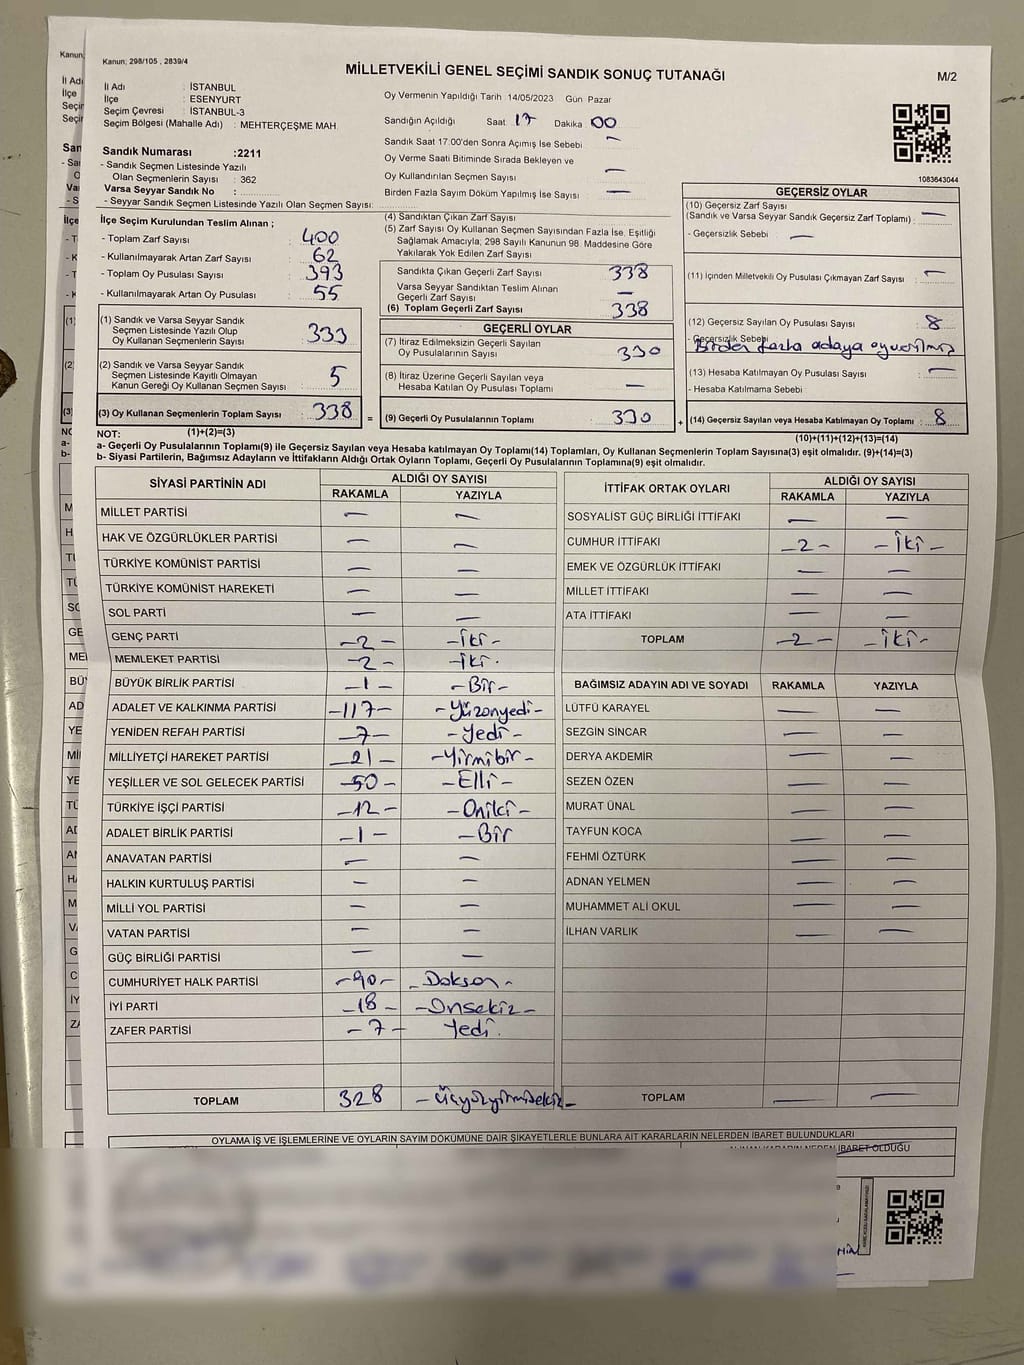 Kanun; 298/105 , 2839/4
MİLLETVEKİLİ GENEL SEÇİMİ SANDIK SONUÇ TUTANAĞI
M/2
İl Adı : İSTANBUL
İlçe : ESENYURT
Seçim Çevresi : İSTANBUL-3
Seçim Bölgesi (Mahalle Adı) : MEHTERÇEŞME MAH
Sandık Numarası :2211
- Sandık Seçmen Listesinde Yazılı
Olan Seçmenlerin Sayısı : 362
Varsa Seyyar Sandık No :
- Seyyar Sandık Seçmen Listesinde Yazılı Olan Seçmen Sayısı:
Oy Vermenin Yapıldığı Tarih 14/05/2023 Gün Pazar
Sandığın Açıldığı Saat 17 Dakika 00
Sandık Saat 17:00'den Sonra Açımış İse Sebebi —
Oy Verme Saati Bitiminde Sırada Bekleyen ve
Oy Kullandırılan Seçmen Sayısı —
Birden Fazla Sayım Döküm Yapılmış İse Sayısı —
1083643044
İlçe Seçim Kurulundan Teslim Alınan ;
- Toplam Zarf Sayısı : 400
- Kullanılmayarak Artan Zarf Sayısı : 62
- Toplam Oy Pusulası Sayısı : 393
- Kullanılmayarak Artan Oy Pusulası : 55
(1) Sandık ve Varsa Seyyar Sandık
Seçmen Listesinde Yazılı Olup
Oy Kullanan Seçmenlerin Sayısı : 333
(2) Sandık ve Varsa Seyyar Sandık
Seçmen Listesinde Kayıtlı Olmayan
Kanun Gereği Oy Kullanan Seçmen Sayısı : 5
(3) Oy Kullanan Seçmenlerin Toplam Sayısı : 338 =
(1)+(2)=(3)
(4) Sandıktan Çıkan Zarf Sayısı
(5) Zarf Sayısı Oy Kullanan Seçmen Sayısından Fazla İse, Eşitliği
Sağlamak Amacıyla; 298 Sayılı Kanunun 98. Maddesine Göre
Yakılarak Yok Edilen Zarf Sayısı
Sandıkta Çıkan Geçerli Zarf Sayısı 338
Varsa Seyyar Sandıktan Teslim Alınan
Geçerli Zarf Sayısı —
(6) Toplam Geçerli Zarf Sayısı 338
GEÇERLİ OYLAR
(7) İtiraz Edilmeksizin Geçerli Sayılan
Oy Pusulalarının Sayısı : 330
(8) İtiraz Üzerine Geçerli Sayılan veya
Hesaba Katılan Oy Pusulası Toplamı : —
(9) Geçerli Oy Pusulalarının Toplamı : 330 +
GEÇERSİZ OYLAR
(10) Geçersiz Zarf Sayısı
(Sandık ve Varsa Seyyar Sandık Geçersiz Zarf Toplamı) : —
- Geçersizlik Sebebi : —
(11) İçinden Milletvekili Oy Pusulası Çıkmayan Zarf Sayısı : —
(12) Geçersiz Sayılan Oy Pusulası Sayısı : 8
- Geçersizlik Sebebi Birden fazla adaya oy verilmiş
(13) Hesaba Katılmayan Oy Pusulası Sayısı : —
- Hesaba Katılmama Sebebi
(14) Geçersiz Sayılan veya Hesaba Katılmayan Oy Toplamı : 8
(10)+(11)+(12)+(13)=(14)
NOT:
a- Geçerli Oy Pusulalarının Toplamı(9) ile Geçersiz Sayılan veya Hesaba katılmayan Oy Toplamı(14) Toplamları, Oy Kullanan Seçmenlerin Toplam Sayısına(3) eşit olmalıdır. (9)+(14)=(3)
b- Siyasi Partilerin, Bağımsız Adayların ve İttifakların Aldığı Ortak Oyların Toplamı, Geçerli Oy Pusulalarının Toplamına(9) eşit olmalıdır.
SİYASİ PARTİNİN ADI ALDIĞI OY SAYISI
RAKAMLA YAZIYLA
MİLLET PARTİSİ — —
HAK VE ÖZGÜRLÜKLER PARTİSİ — —
TÜRKİYE KOMÜNİST PARTİSİ — —
TÜRKİYE KOMÜNİST HAREKETİ — —
SOL PARTİ — —
GENÇ PARTİ -2- -İki-
MEMLEKET PARTİSİ -2- -İki-
BÜYÜK BİRLİK PARTİSİ -1- -Bir-
ADALET VE KALKINMA PARTİSİ -117- -Yüzonyedi-
YENİDEN REFAH PARTİSİ -7- -Yedi-
MİLLİYETÇİ HAREKET PARTİSİ -21- -Yirmibir-
YEŞİLLER VE SOL GELECEK PARTİSİ -50- -Elli-
TÜRKİYE İŞÇİ PARTİSİ -12- -Oniki-
ADALET BİRLİK PARTİSİ -1- -Bir
ANAVATAN PARTİSİ — —
HALKIN KURTULUŞ PARTİSİ — —
MİLLİ YOL PARTİSİ — —
VATAN PARTİSİ — —
GÜÇ BİRLİĞİ PARTİSİ — —
CUMHURİYET HALK PARTİSİ -90- -Doksan-
İYİ PARTİ -18- -Onsekiz-
ZAFER PARTİSİ -7- Yedi.
TOPLAM 328 -Üçyüzyirmisekiz-
İTTİFAK ORTAK OYLARI ALDIĞI OY SAYISI
RAKAMLA YAZIYLA
SOSYALİST GÜÇ BİRLİĞİ İTTİFAKI — —
CUMHUR İTTİFAKI -2- -İki-
EMEK VE ÖZGÜRLÜK İTTİFAKI — —
MİLLET İTTİFAKI — —
ATA İTTİFAKI — —
TOPLAM -2- -İki-
BAĞIMSIZ ADAYIN ADI VE SOYADI RAKAMLA YAZIYLA
LÜTFÜ KARAYEL — —
SEZGİN SİNCAR — —
DERYA AKDEMİR — —
SEZEN ÖZEN — —
MURAT ÜNAL — —
TAYFUN KOCA — —
FEHMİ ÖZTÜRK — —
ADNAN YELMEN — —
MUHAMMET ALİ OKUL — —
İLHAN VARLIK — —
TOPLAM — —
OYLAMA İŞ VE İŞLEMLERİNE VE OYLARIN SAYIM DÖKÜMÜNE DAİR ŞİKAYETLERLE BUNLARA AİT KARARLARIN NELERDEN İBARET BULUNDUKLARI
İBARET OLDUĞU